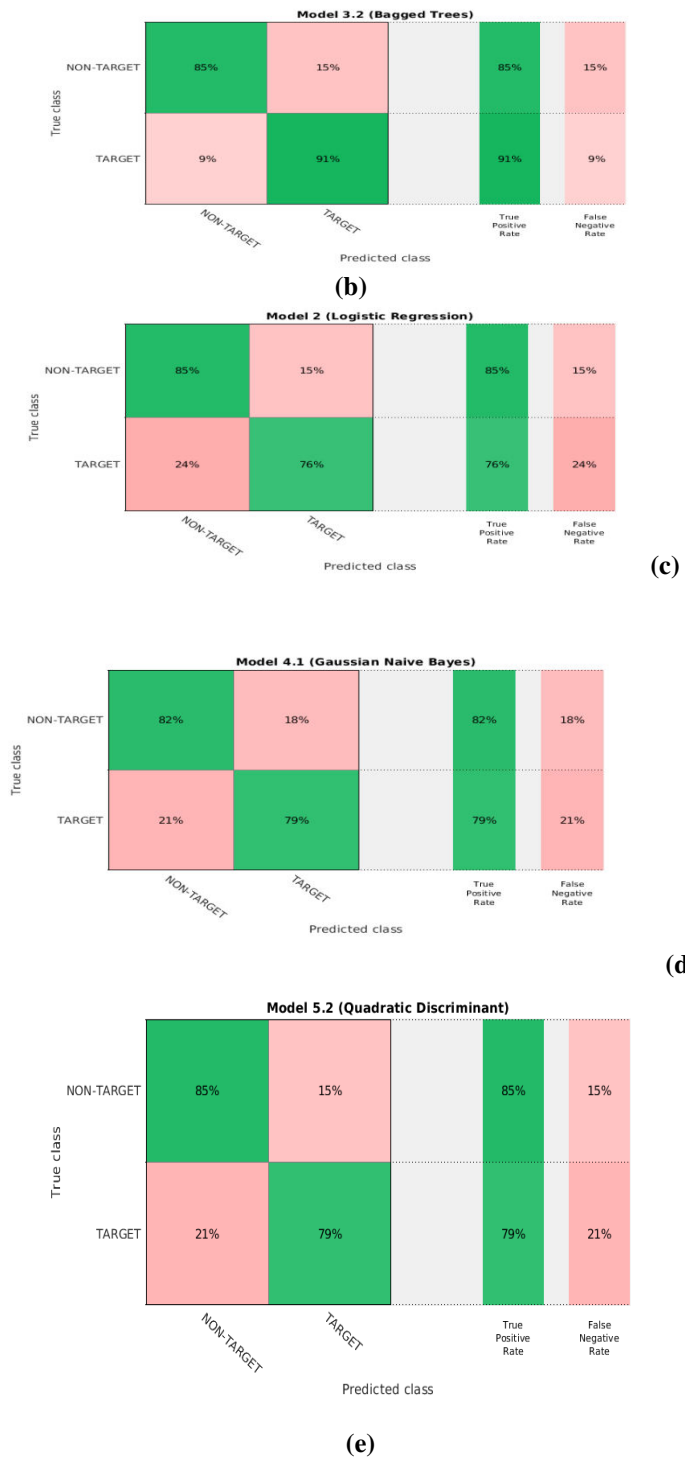 Model 3.2 (Bagged Trees)
NON-TARGET 85% 15% 85% 15%
True class
TARGET 9% 91% 91% 9%
NON-TARGET TARGET True Positive Rate False Negative Rate
Predicted class
(b)
Model 2 (Logistic Regression)
NON-TARGET 85% 15% 85% 15%
True class
TARGET 24% 76% 76% 24%
NON-TARGET TARGET True Positive Rate False Negative Rate
Predicted class
(c)
Model 4.1 (Gaussian Naive Bayes)
NON-TARGET 82% 18% 82% 18%
True class
TARGET 21% 79% 79% 21%
NON-TARGET TARGET True Positive Rate False Negative Rate
Predicted class
(d
Model 5.2 (Quadratic Discriminant)
NON-TARGET 85% 15% 85% 15%
True class
TARGET 21% 79% 79% 21%
NON-TARGET TARGET True Positive Rate False Negative Rate
Predicted class
(e)